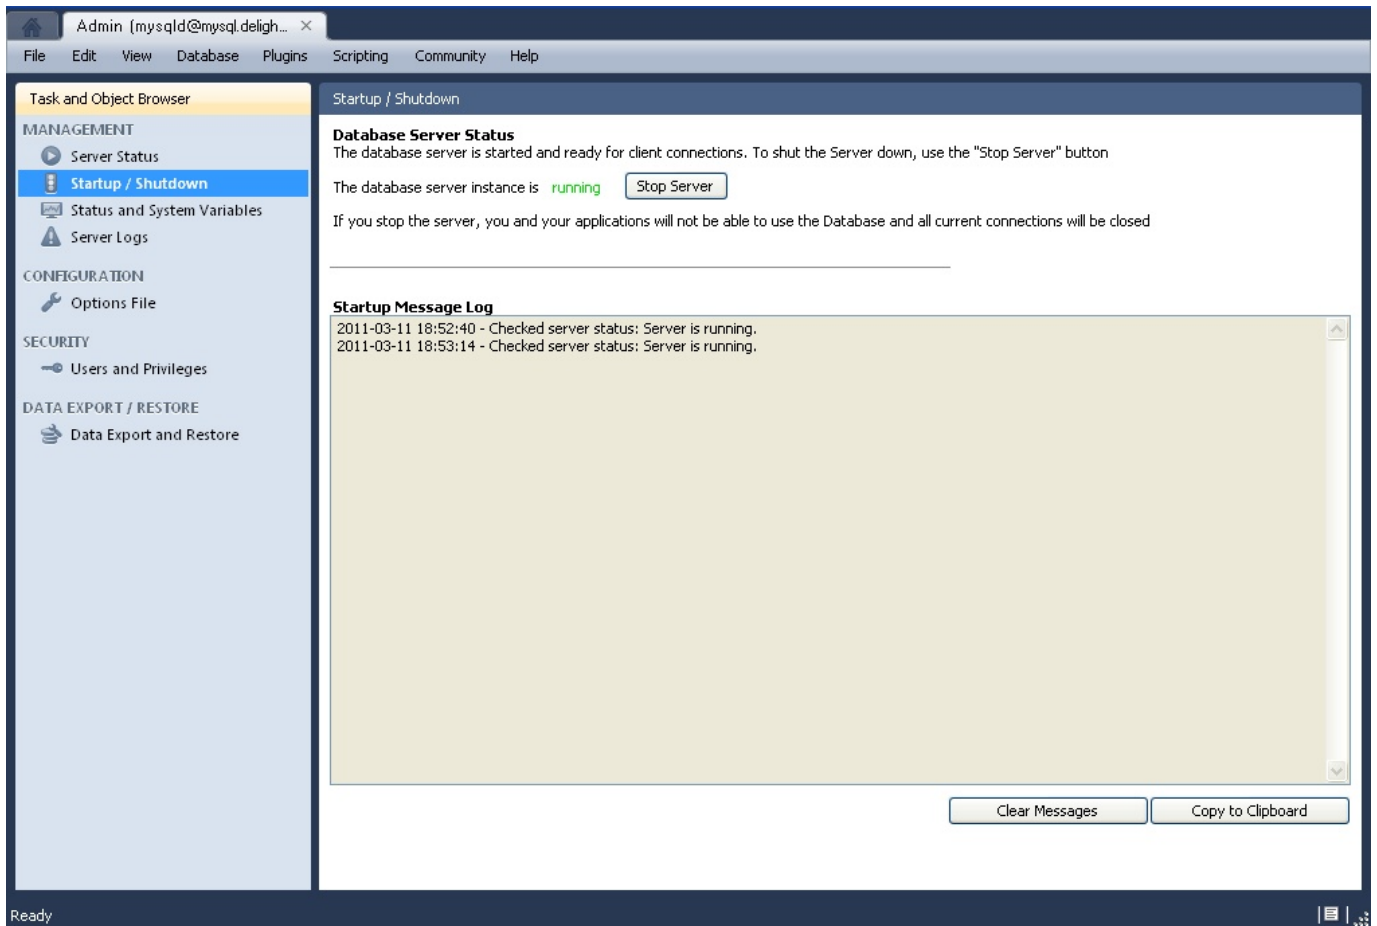 Admin (mysqld@mysql.deligh...
File Edit View Database Plugins Scripting Community Help
Task and Object Browser
MANAGEMENT
Server Status
Startup / Shutdown
Status and System Variables
Server Logs
CONFIGURATION
Options File
SECURITY
Users and Privileges
DATA EXPORT / RESTORE
Data Export and Restore
Startup / Shutdown
Database Server Status
The database server is started and ready for client connections. To shut the Server down, use the "Stop Server" button
The database server instance is running Stop Server
If you stop the server, you and your applications will not be able to use the Database and all current connections will be closed
Startup Message Log
2011-03-11 18:52:40 - Checked server status: Server is running.
2011-03-11 18:53:14 - Checked server status: Server is running.
Clear Messages Copy to Clipboard
Ready